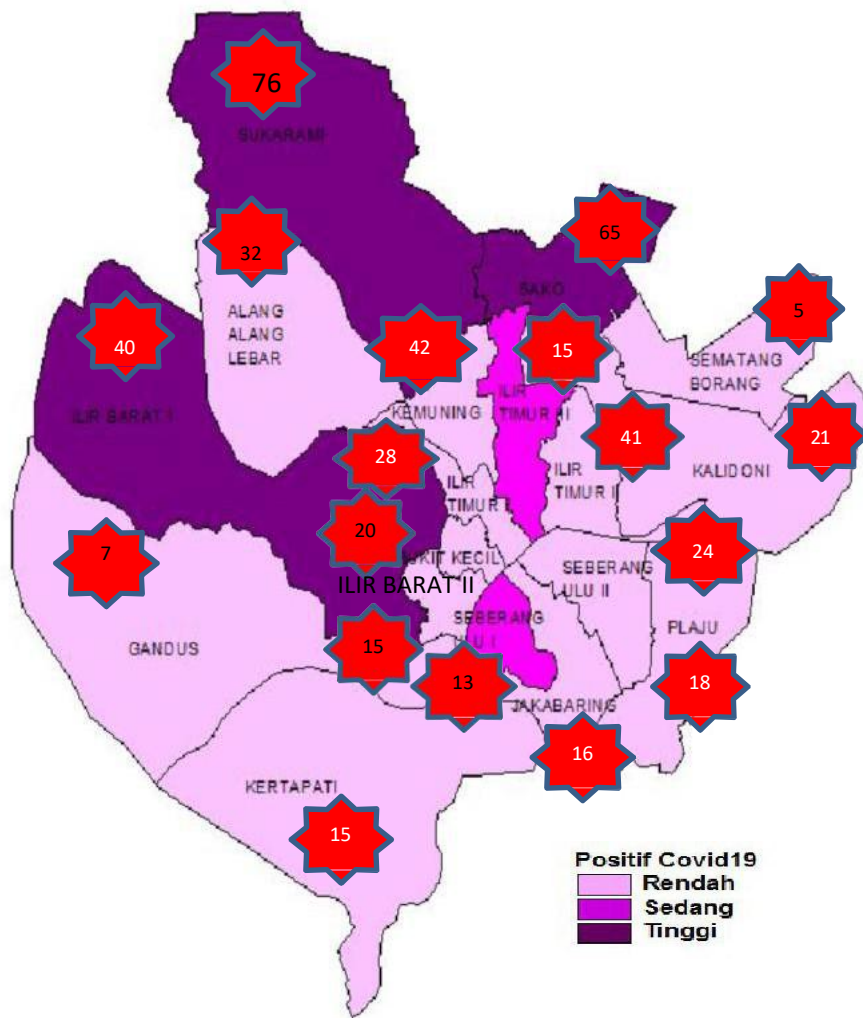 76
SUKARAMI
65
32
SAKO
ALANG
ALANG
LEBAR
5
40
42
15
SEMATANG
BORANG
ILIR BARAT I
KEMUNING
ILIR
TIMUR III
41
21
28
ILIR
TIMUR
ILIR
TIMUR I
KALIDONI
20
24
7
UKIT KECIL
SEBERANG
ULU II
ILIR BARAT II
SEBERANG
ULU I
PLAJU
GANDUS
15
13
18
JAKABARING
16
KERTAPATI
15
Positif Covid19
Rendah
Sedang
Tinggi